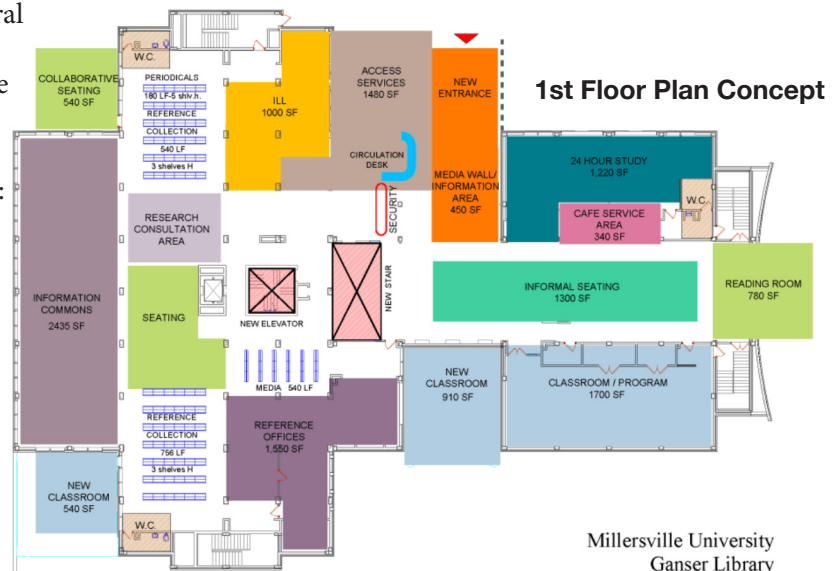 ral
e
:
1st Floor Plan Concept
W.C.
COLLABORATIVE
SEATING
540 SF
PERIODICALS
180 LF-5 shlv.h.
REFERENCE
COLLECTION
540 LF
3 shelves H
ILL
1000 SF
ACCESS
SERVICES
1480 SF
CIRCULATION
DESK
NEW
ENTRANCE
MEDIA WALL/
INFORMATION
AREA
450 SF
SECURITY
24 HOUR STUDY
1,220 SF
W.C.
CAFE SERVICE
AREA
340 SF
RESEARCH
CONSULTATION
AREA
INFORMATION
COMMONS
2435 SF
SEATING
NEW ELEVATOR
NEW STAIR
INFORMAL SEATING
1300 SF
READING ROOM
780 SF
MEDIA 540 LF
NEW
CLASSROOM
910 SF
CLASSROOM / PROGRAM
1700 SF
REFERENCE
COLLECTION
756 LF
3 shelves H
REFERENCE
OFFICES
1,550 SF
NEW
CLASSROOM
540 SF
W.C.
Millersville University
Ganser Library